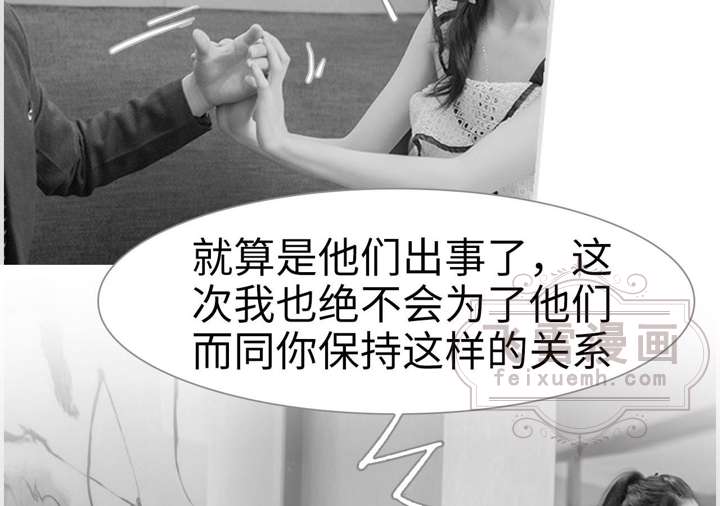 就算是他们出事了，这
次我也绝不会为了他们
而同你保持这样的关系
飞雪漫画
feixuemh.com